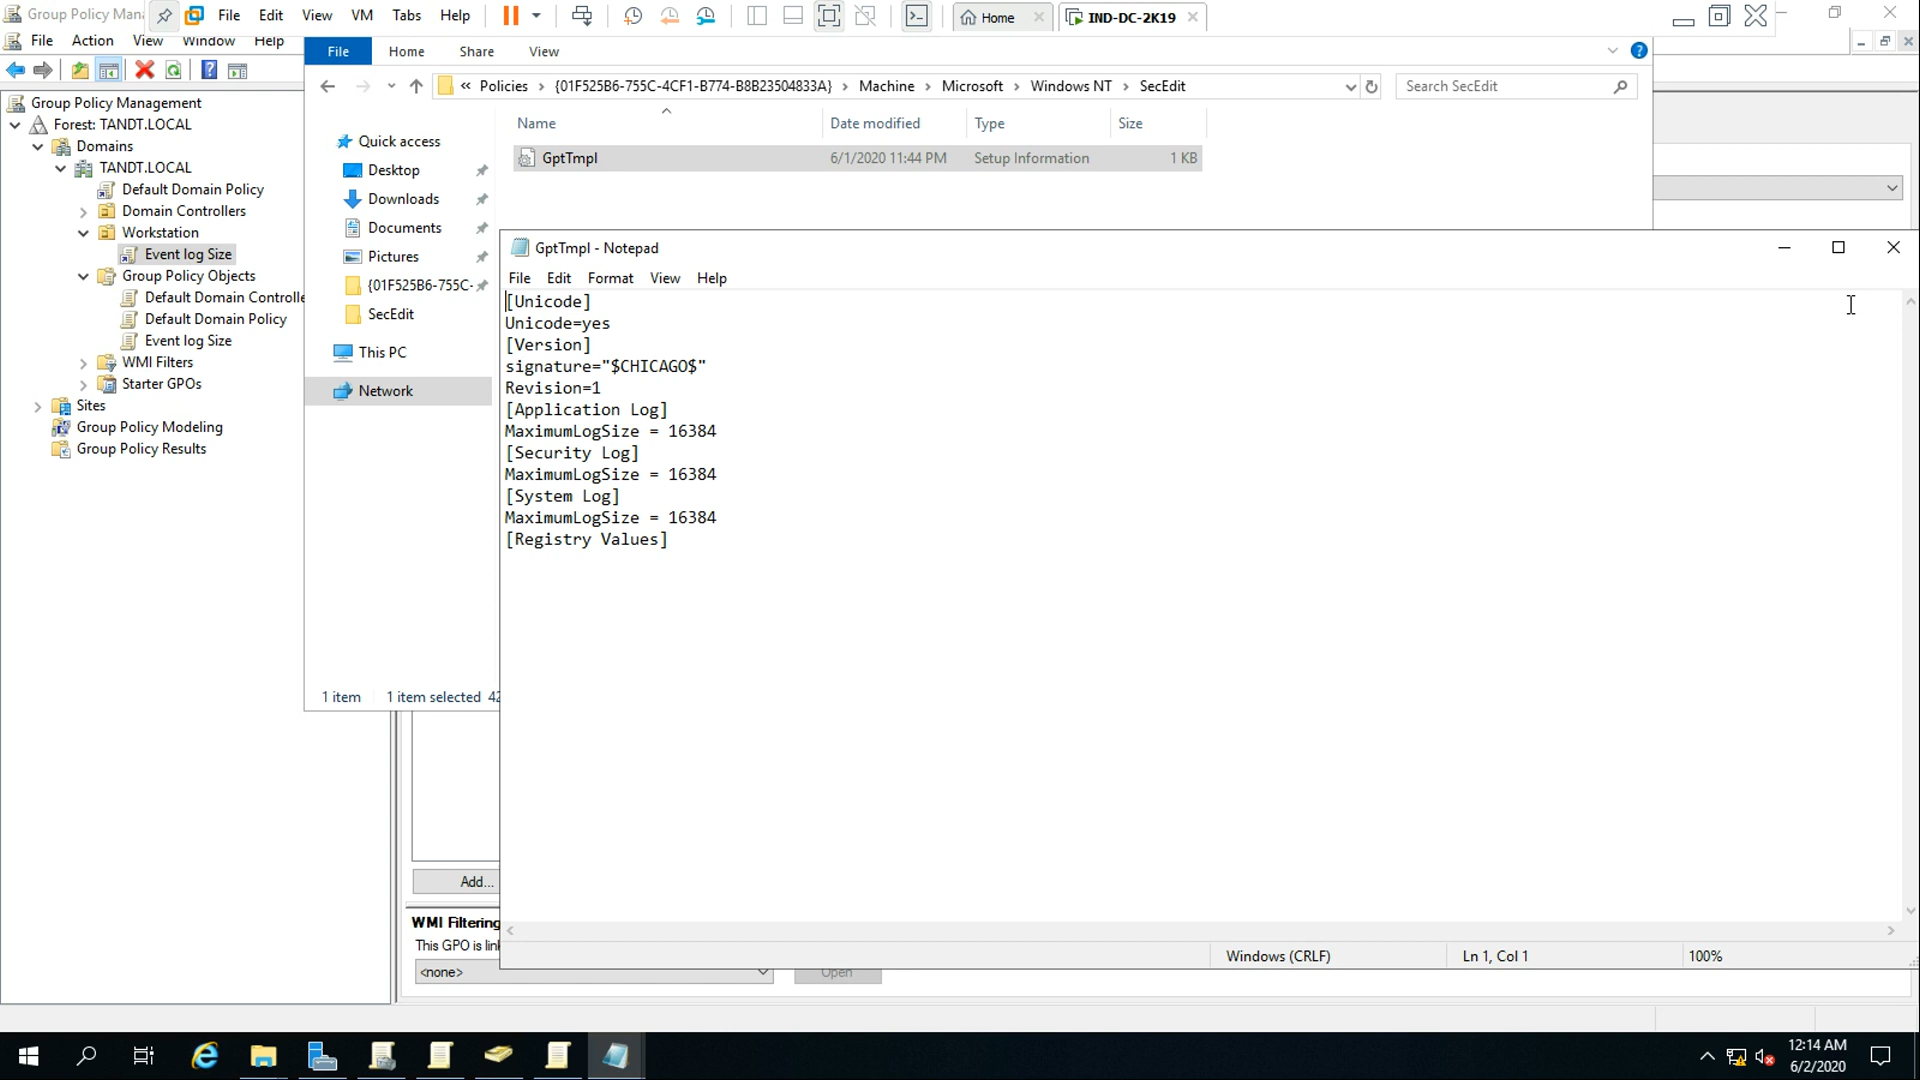 Group Policy Mana
File Edit View VM Tabs Help
Home
IND-DC-2K19
File Action View Window Help
File Home Share View
« Policies › {01F525B6-755C-4CF1-B774-B8B23504833A} › Machine › Microsoft › Windows NT › SecEdit
Search SecEdit
Group Policy Management
Forest: TANDT.LOCAL
Domains
TANDT.LOCAL
Default Domain Policy
Domain Controllers
Workstation
Event log Size
Group Policy Objects
Default Domain Controlle
Default Domain Policy
Event log Size
WMI Filters
Starter GPOs
Sites
Group Policy Modeling
Group Policy Results
Quick access
Desktop
Downloads
Documents
Pictures
{01F525B6-755C-
SecEdit
This PC
Network
Name Date modified Type Size
GptTmpl 6/1/2020 11:44 PM Setup Information 1 KB
GptTmpl - Notepad
File Edit Format View Help
[Unicode]
Unicode=yes
[Version]
signature="$CHICAGO$"
Revision=1
[Application Log]
MaximumLogSize = 16384
[Security Log]
MaximumLogSize = 16384
[System Log]
MaximumLogSize = 16384
[Registry Values]
1 item 1 item selected 42
Add...
WMI Filtering
This GPO is link
<none>
Open
Windows (CRLF) Ln 1, Col 1 100%
12:14 AM
6/2/2020